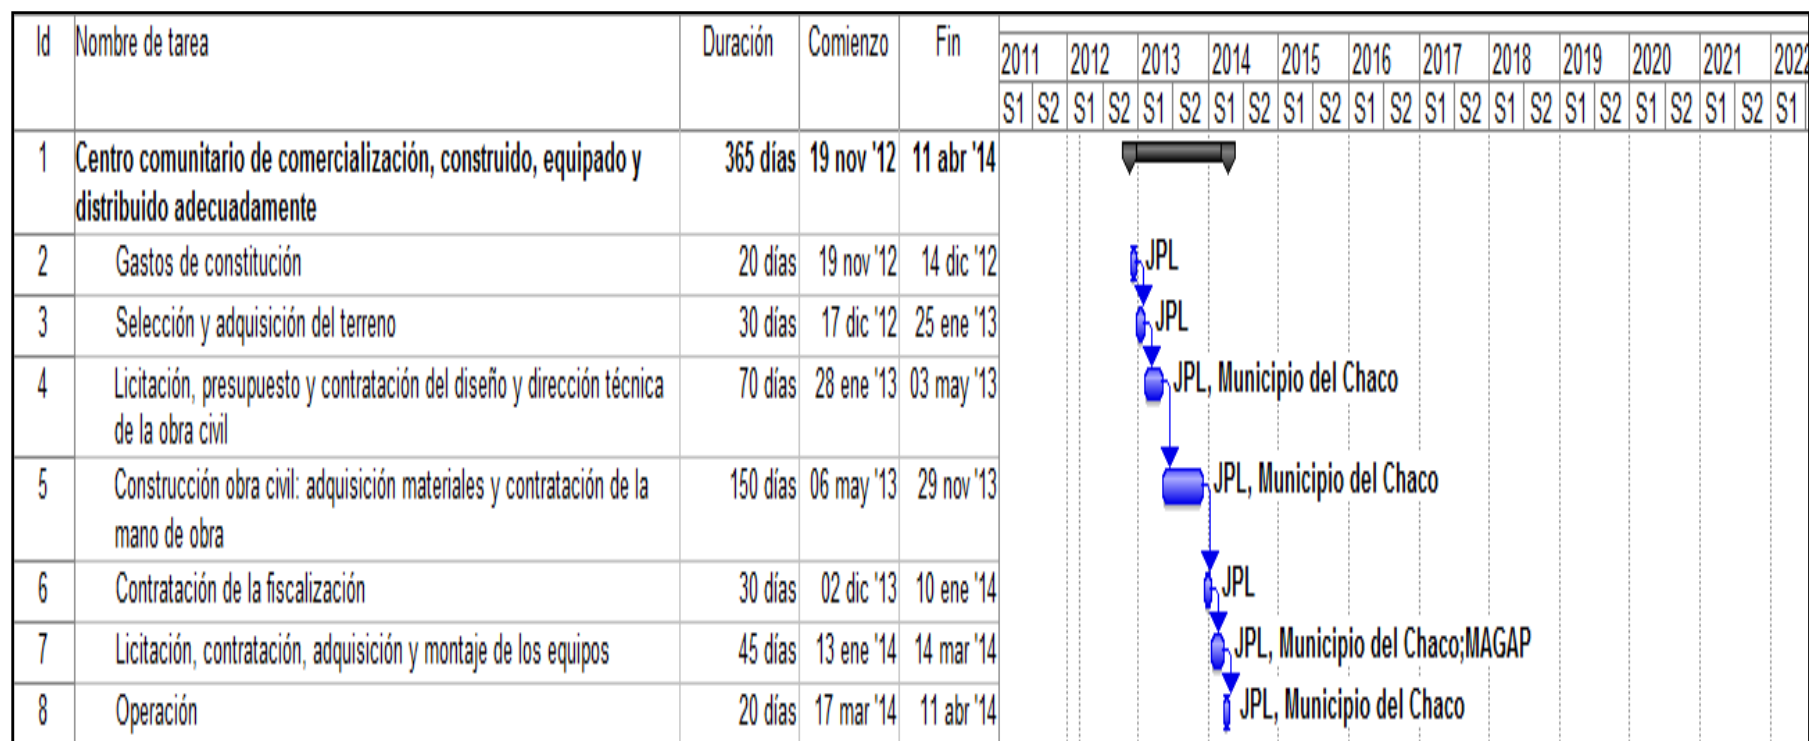 Id Nombre de tarea Duración Comienzo Fin
2011 2012 2013 2014 2015 2016 2017 2018 2019 2020 2021 2022
S1 S2 S1 S2 S1 S2 S1 S2 S1 S2 S1 S2 S1 S2 S1 S2 S1 S2 S1 S2 S1 S2 S1
1 Centro comunitario de comercialización, construido, equipado y 365 días 19 nov '12 11 abr '14
distribuido adecuadamente
2 Gastos de constitución 20 días 19 nov '12 14 dic '12 JPL
3 Selección y adquisición del terreno 30 días 17 dic '12 25 ene '13 JPL
4 Licitación, presupuesto y contratación del diseño y dirección técnica 70 días 28 ene '13 03 may '13 JPL, Municipio del Chaco
de la obra civil
5 Construcción obra civil: adquisición materiales y contratación de la 150 días 06 may '13 29 nov '13 JPL, Municipio del Chaco
mano de obra
6 Contratación de la fiscalización 30 días 02 dic '13 10 ene '14 JPL
7 Licitación, contratación, adquisición y montaje de los equipos 45 días 13 ene '14 14 mar '14 JPL, Municipio del Chaco;MAGAP
8 Operación 20 días 17 mar '14 11 abr '14 JPL, Municipio del Chaco